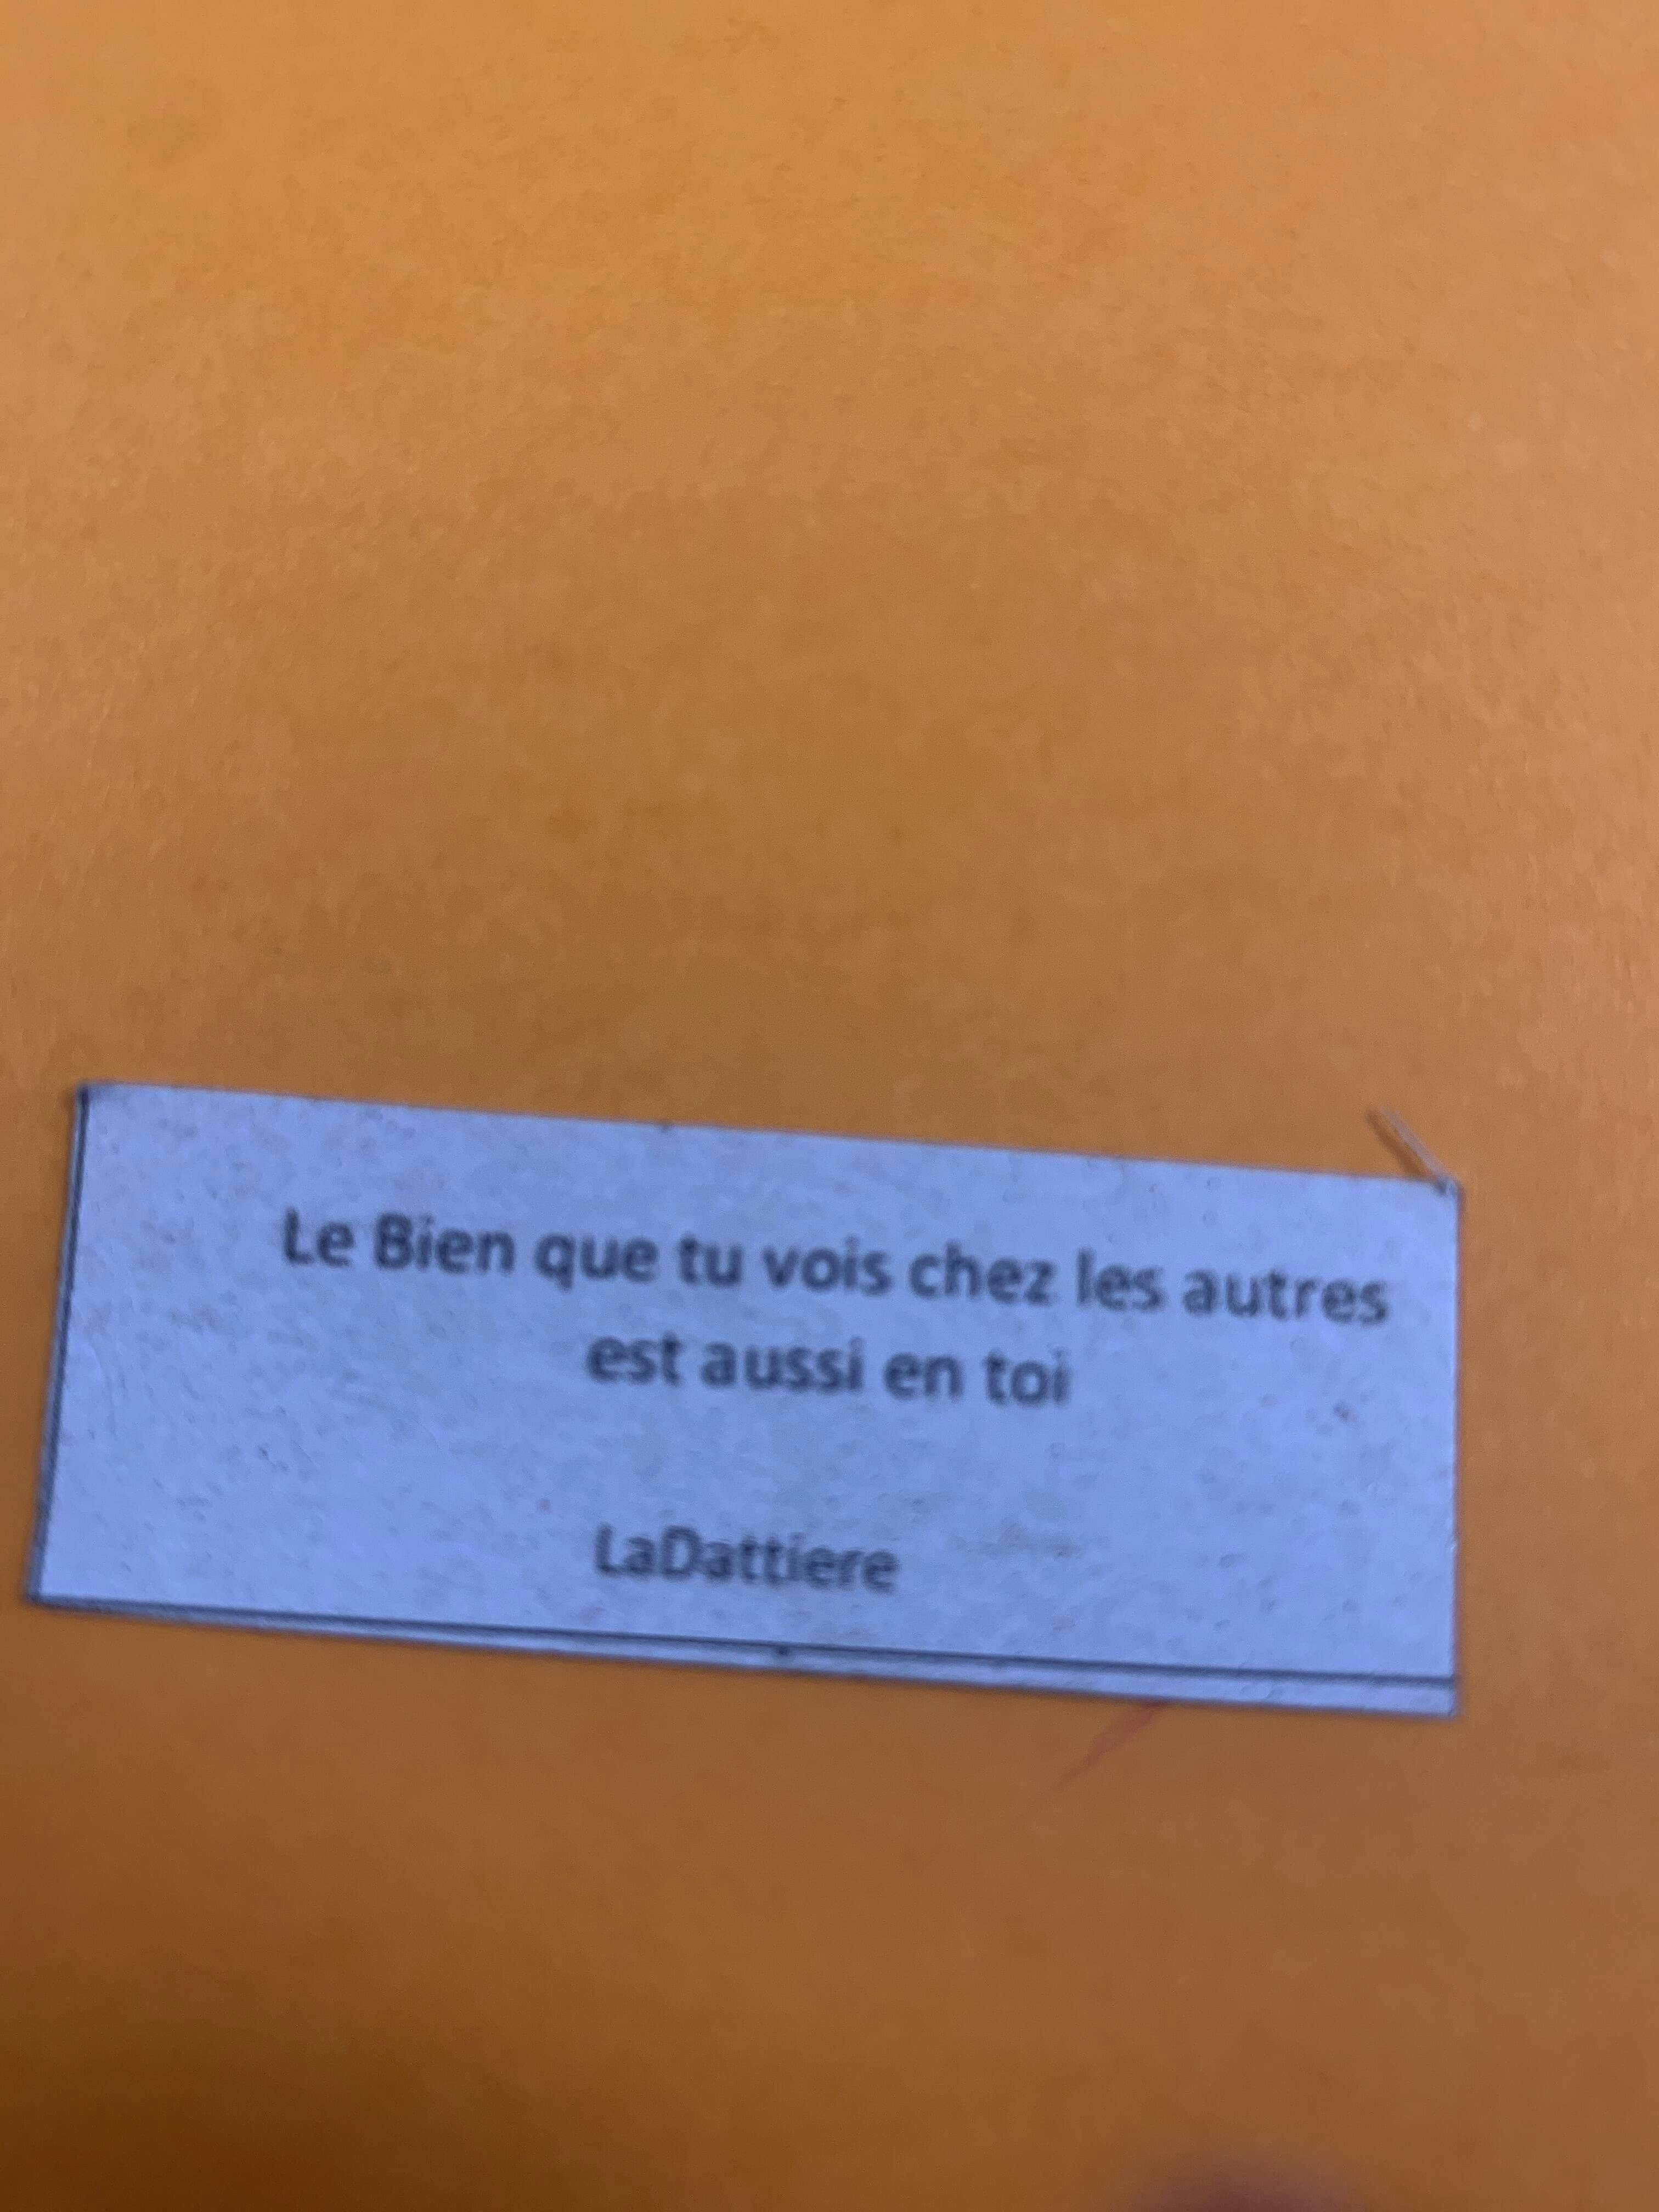 Le Bien que tu vois chez les autres
est aussi en toi
LaDattiere